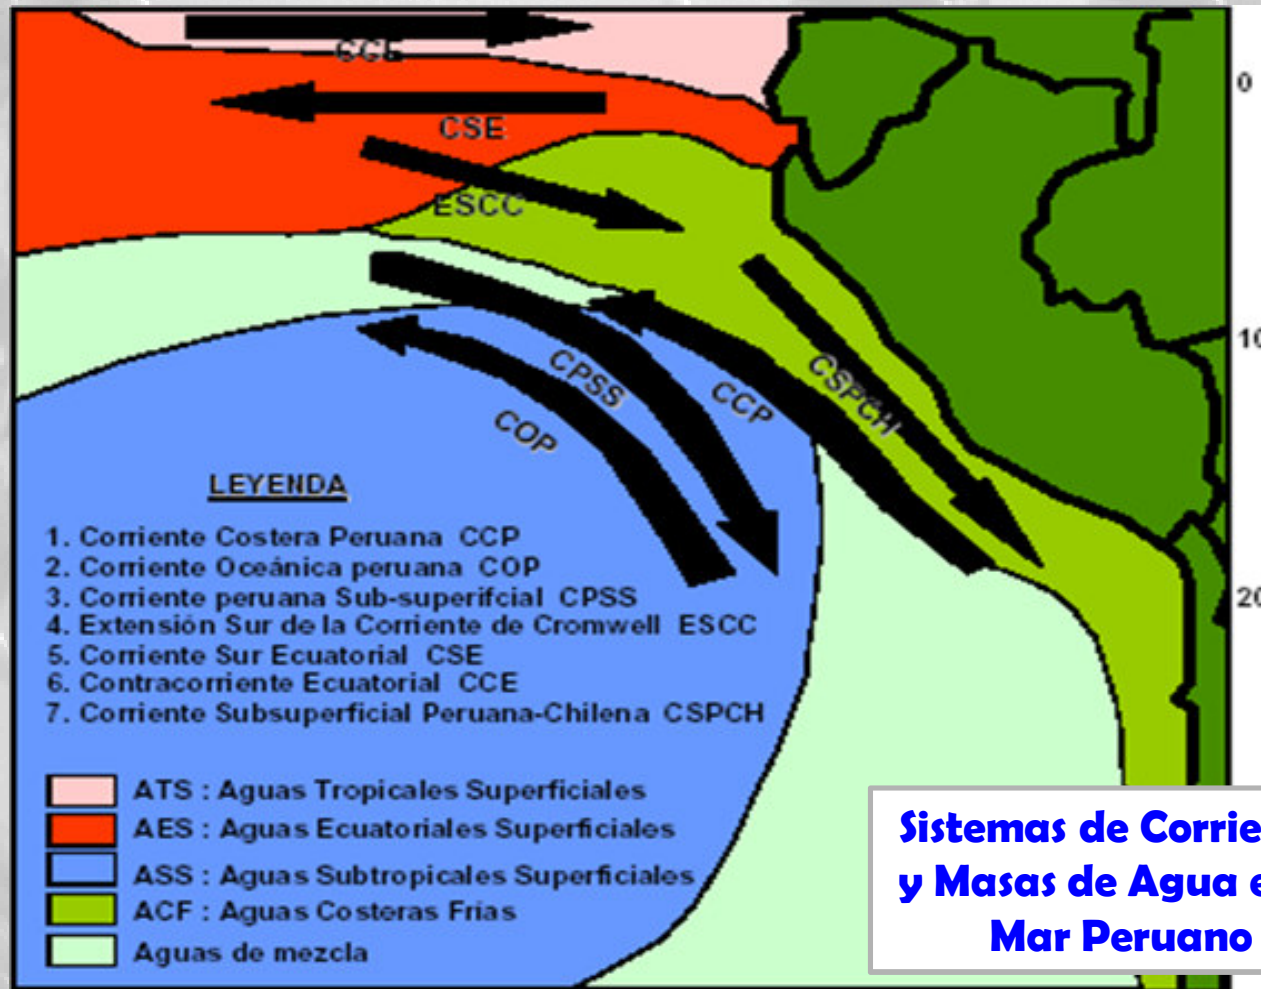 CCE
0
CSE
ESCC
10
CPSS
CCP
CSPCH
COP
LEYENDA
1. Corriente Costera Peruana CCP
2. Corriente Oceánica peruana COP
3. Corriente peruana Sub-superifcial CPSS
4. Extensión Sur de la Corriente de Cromwell ESCC
20
5. Corriente Sur Ecuatorial CSE
6. Contracorriente Ecuatorial CCE
7. Corriente Subsuperficial Peruana-Chilena CSPCH
ATS : Aguas Tropicales Superficiales
AES : Aguas Ecuatoriales Superficiales
ASS : Aguas Subtropicales Superficiales
ACF : Aguas Costeras Frías
Aguas de mezcla
Sistemas de Corrie
y Masas de Agua e
Mar Peruano